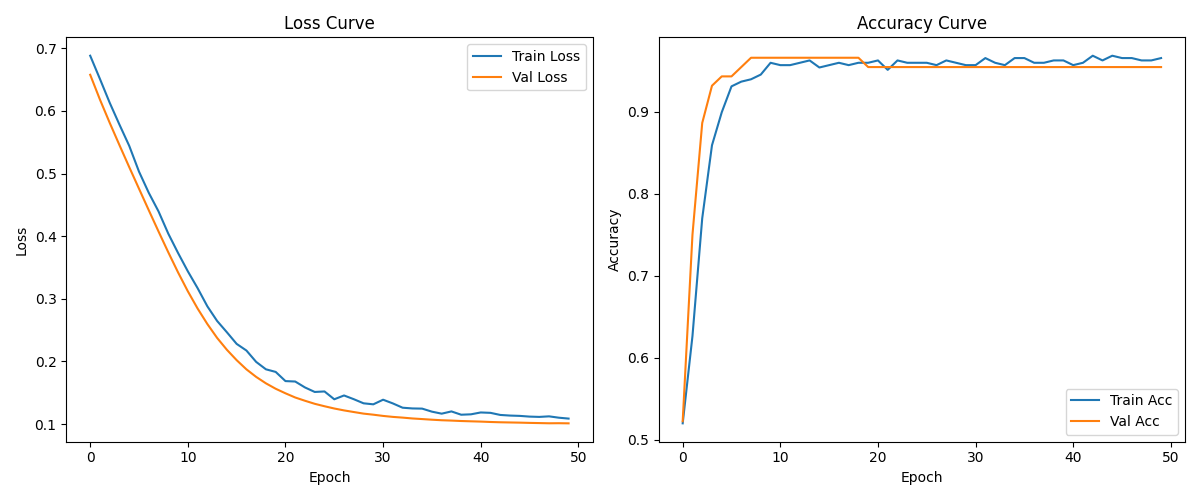 Loss Curve
Train Loss
Val Loss
0.7
0.6
0.5
0.4
0.3
0.2
0.1
Loss
0 10 20 30 40 50
Epoch
Accuracy Curve
0.9
0.8
0.7
0.6
0.5
Accuracy
Train Acc
Val Acc
0 10 20 30 40 50
Epoch